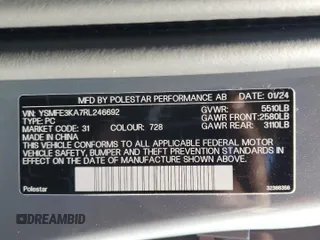 MFD BY POLESTAR PERFORMANCE AB DATE: 01/24
VIN: YSMFE3KA7RL246692 GVWR: 5510LB
TYPE: PC GAWR FRONT:2580LB
MARKET: 31 COLOUR: 728 GAWR REAR: 3110LB
MADE IN CHINA
THIS VEHICLE CONFORMS TO ALL APPLICABLE FEDERAL MOTOR VEHICLE
SAFETY, BUMPER AND THEFT PREVENTION STANDARDS IN EFFECT ON THE
DATE OF MANUFACTURE SHOWN ABOVE.
Polestar 32366356
DREAMBID